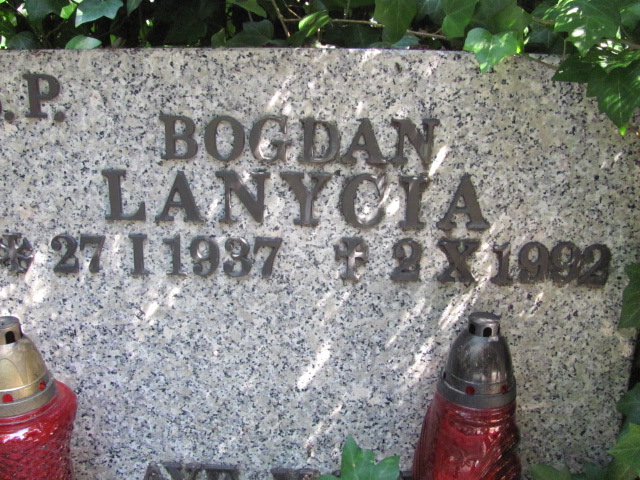 Ś.P.
BOGDAN
LANYCIA
27 I 1937 † 2 X 1992